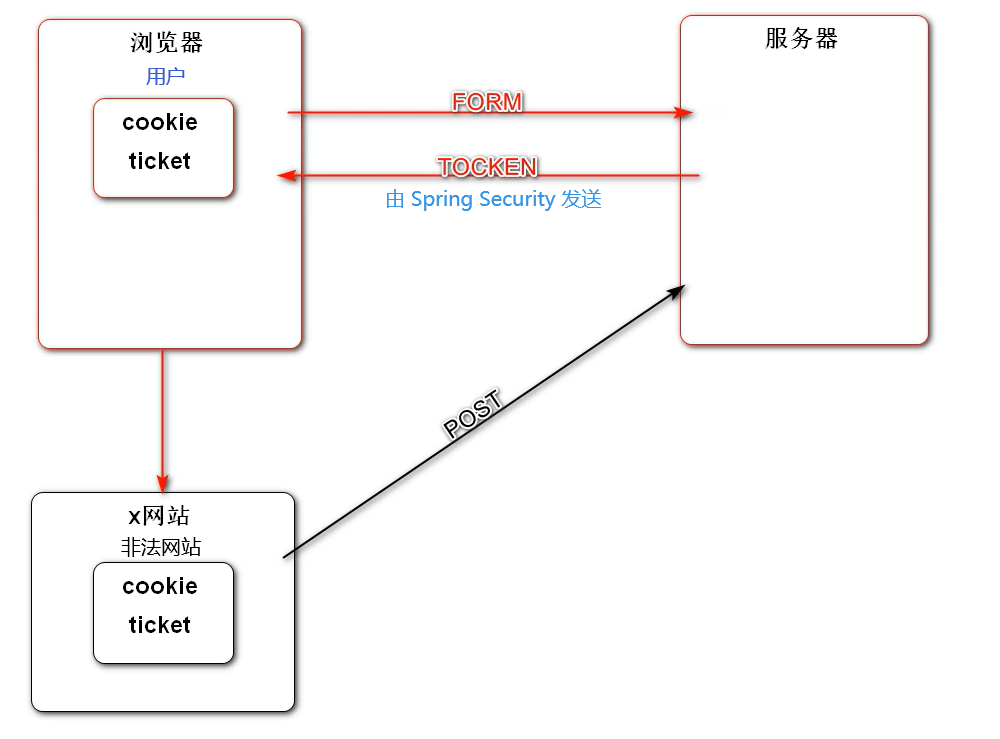 浏览器
用户
cookie
ticket
服务器
FORM
TOCKEN
由 Spring Security 发送
POST
x网站
非法网站
cookie
ticket